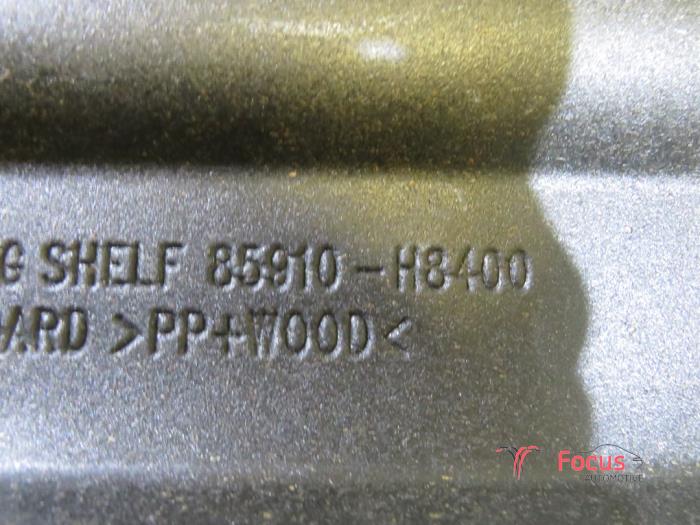 G SHELF 85910-H8400
ARD >PP+WOOD<
Focus
AUTOMOTIVE